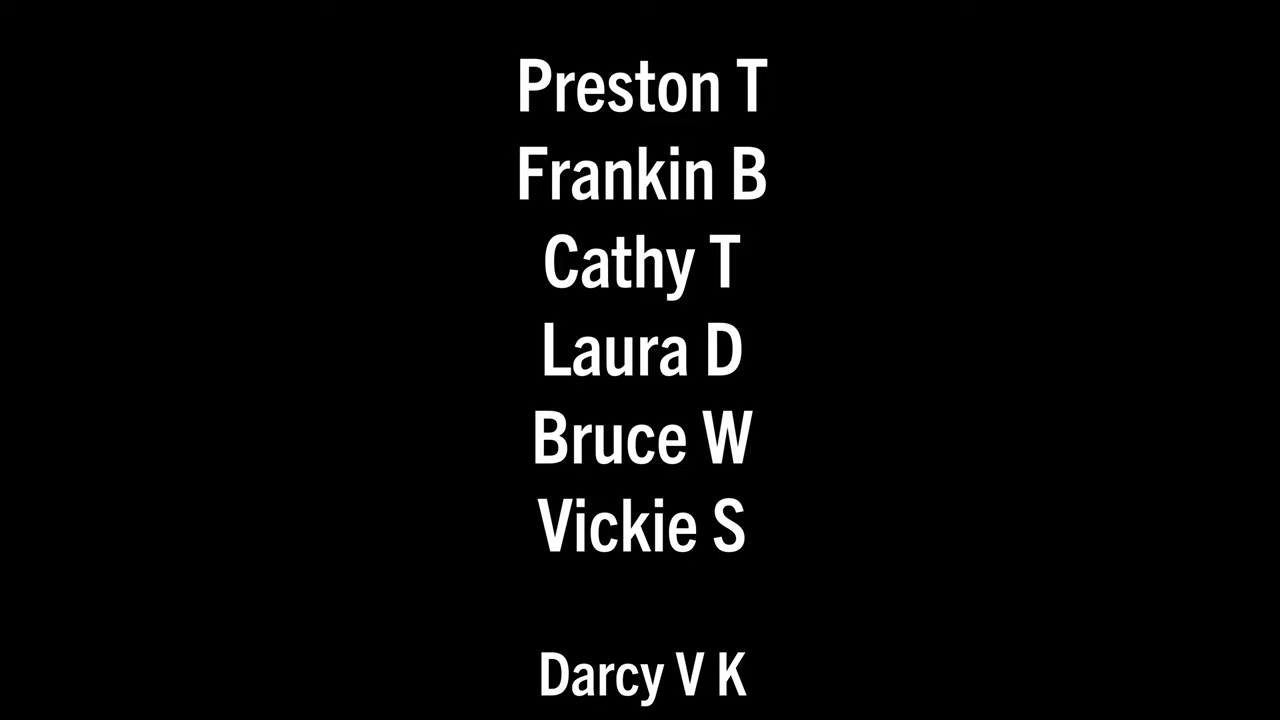 Preston T
Frankin B
Cathy T
Laura D
Bruce W
Vickie S
Darcy V K